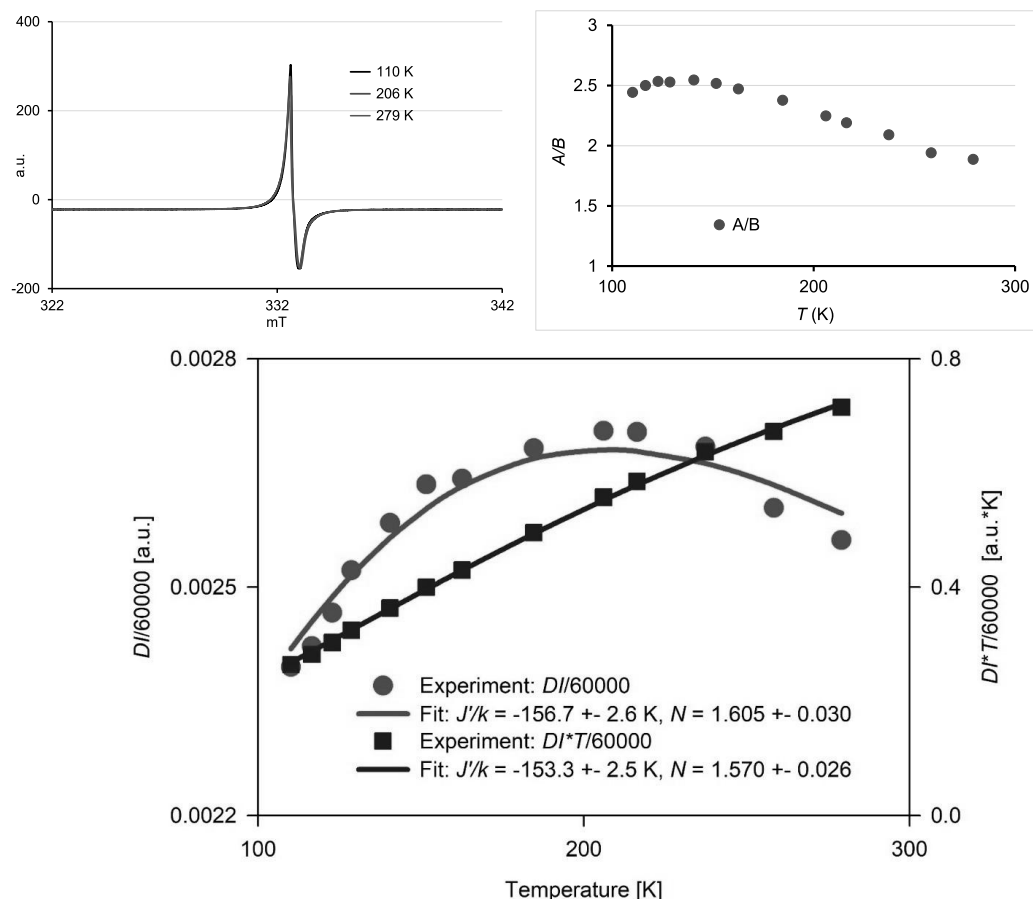 400
200
0
-200
a.u.
322
332
342
mT
110 K
206 K
279 K
3
2.5
2
1.5
1
A/B
A/B
100
200
300
T (K)
0.0028
0.0025
0.0022
DI/60000 [a.u.]
0.8
0.4
0.0
DI*T/60000 [a.u.*K]
Experiment: DI/60000
Fit: J'/k = -156.7 +- 2.6 K, N = 1.605 +- 0.030
Experiment: DI*T/60000
Fit: J'/k = -153.3 +- 2.5 K, N = 1.570 +- 0.026
100
200
300
Temperature [K]